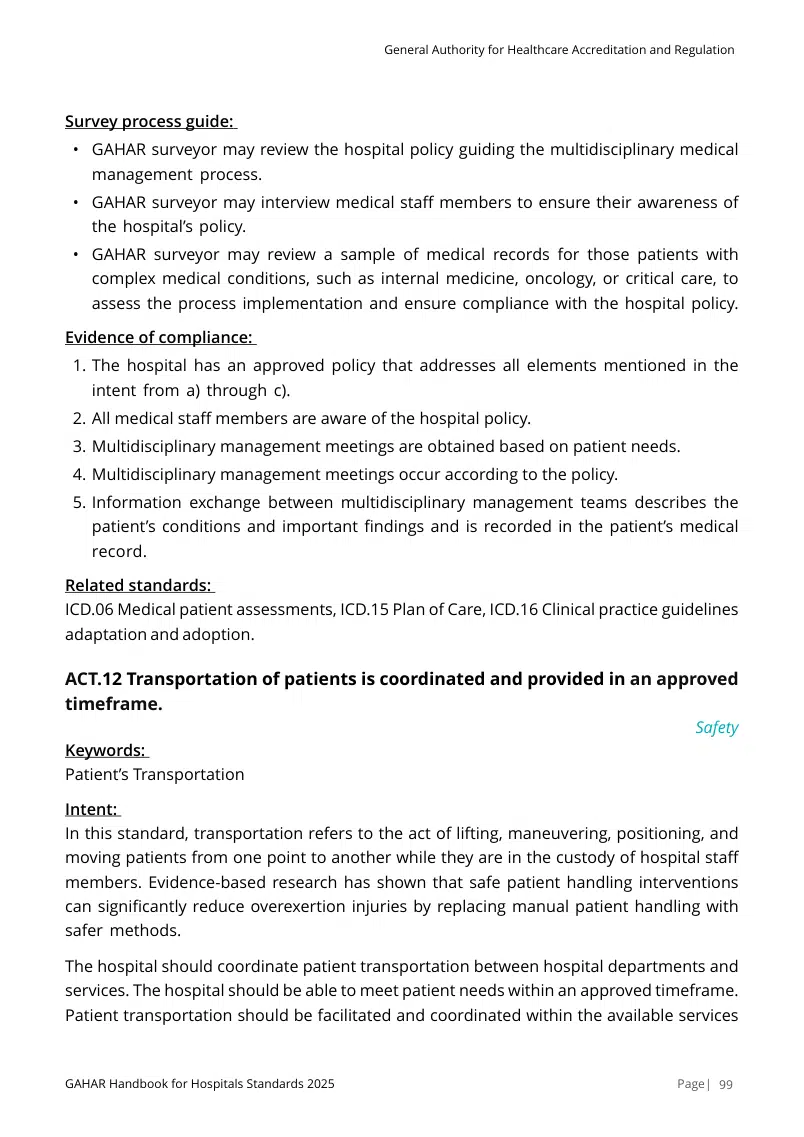 General Authority for Healthcare Accreditation and Regulation
Survey process guide:
• GAHAR surveyor may review the hospital policy guiding the multidisciplinary medical
management process.
• GAHAR surveyor may interview medical staff members to ensure their awareness of
the hospital’s policy.
• GAHAR surveyor may review a sample of medical records for those patients with
complex medical conditions, such as internal medicine, oncology, or critical care, to
assess the process implementation and ensure compliance with the hospital policy.
Evidence of compliance:
1. The hospital has an approved policy that addresses all elements mentioned in the
intent from a) through c).
2. All medical staff members are aware of the hospital policy.
3. Multidisciplinary management meetings are obtained based on patient needs.
4. Multidisciplinary management meetings occur according to the policy.
5. Information exchange between multidisciplinary management teams describes the
patient’s conditions and important findings and is recorded in the patient’s medical
record.
Related standards:
ICD.06 Medical patient assessments, ICD.15 Plan of Care, ICD.16 Clinical practice guidelines
adaptation and adoption.
ACT.12 Transportation of patients is coordinated and provided in an approved
timeframe.
Safety
Keywords:
Patient’s Transportation
Intent:
In this standard, transportation refers to the act of lifting, maneuvering, positioning, and
moving patients from one point to another while they are in the custody of hospital staff
members. Evidence-based research has shown that safe patient handling interventions
can significantly reduce overexertion injuries by replacing manual patient handling with
safer methods.
The hospital should coordinate patient transportation between hospital departments and
services. The hospital should be able to meet patient needs within an approved timeframe.
Patient transportation should be facilitated and coordinated within the available services
GAHAR Handbook for Hospitals Standards 2025
Page| 99